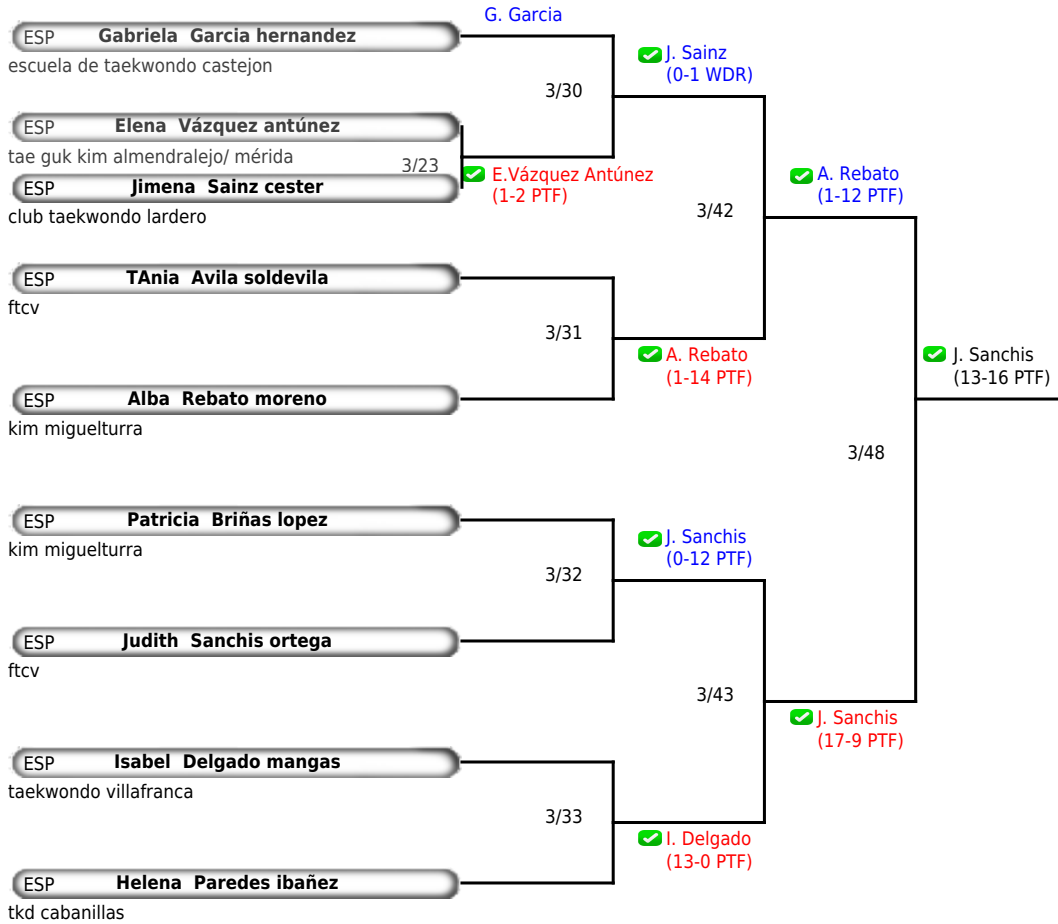 G. Garcia
ESP Gabriela Garcia hernandez
escuela de taekwondo castejon
J. Sainz
(0-1 WDR)
3/30
ESP Elena Vázquez antúnez
tae guk kim almendralejo/ mérida
3/23
E.Vázquez Antúnez
(1-2 PTF)
ESP Jimena Sainz cester
club taekwondo lardero
A. Rebato
(1-12 PTF)
3/42
ESP TAnia Avila soldevila
ftcv
3/31
A. Rebato
(1-14 PTF)
J. Sanchis
(13-16 PTF)
ESP Alba Rebato moreno
kim miguelturra
3/48
ESP Patricia Briñas lopez
kim miguelturra
J. Sanchis
(0-12 PTF)
3/32
ESP Judith Sanchis ortega
ftcv
3/43
J. Sanchis
(17-9 PTF)
ESP Isabel Delgado mangas
taekwondo villafranca
3/33
I. Delgado
(13-0 PTF)
ESP Helena Paredes ibañez
tkd cabanillas